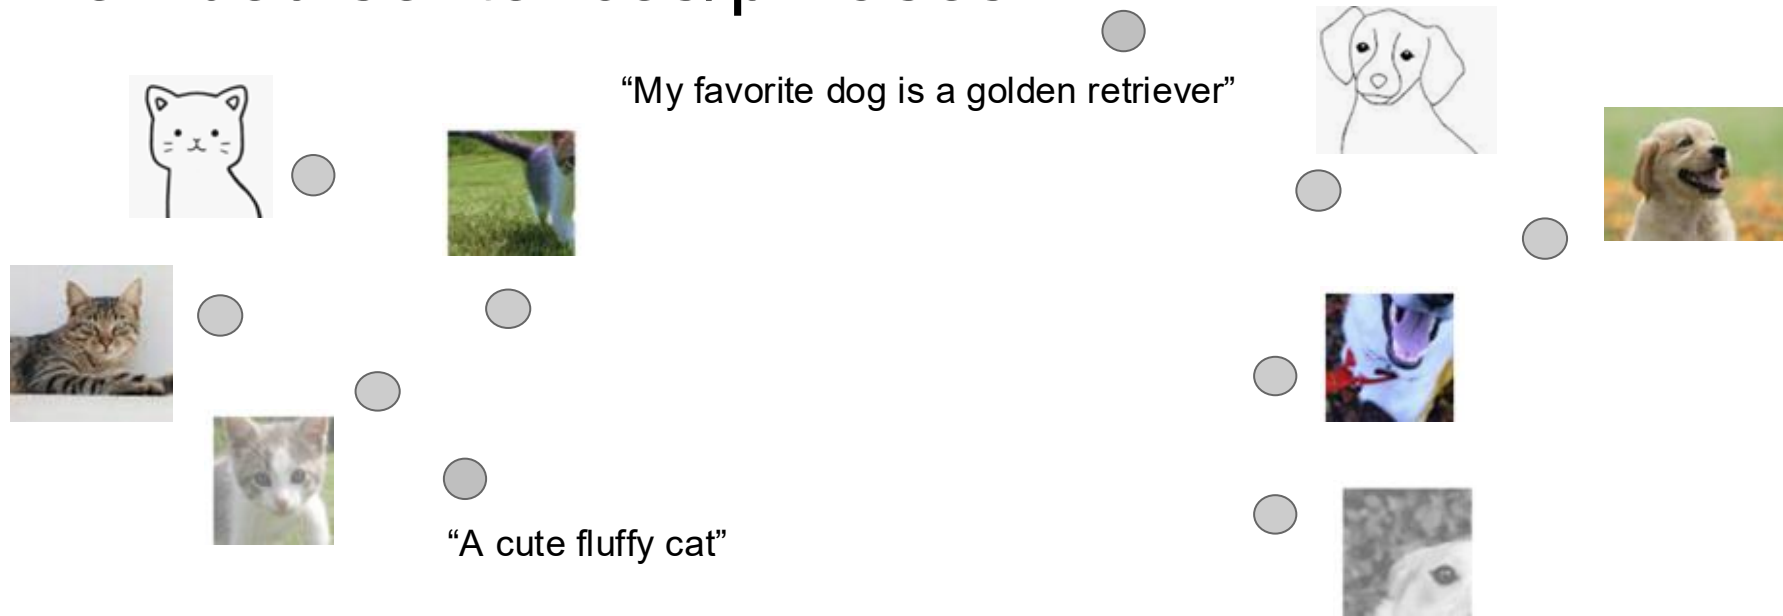 “My favorite dog is a golden retriever”
“A cute fluffy cat”